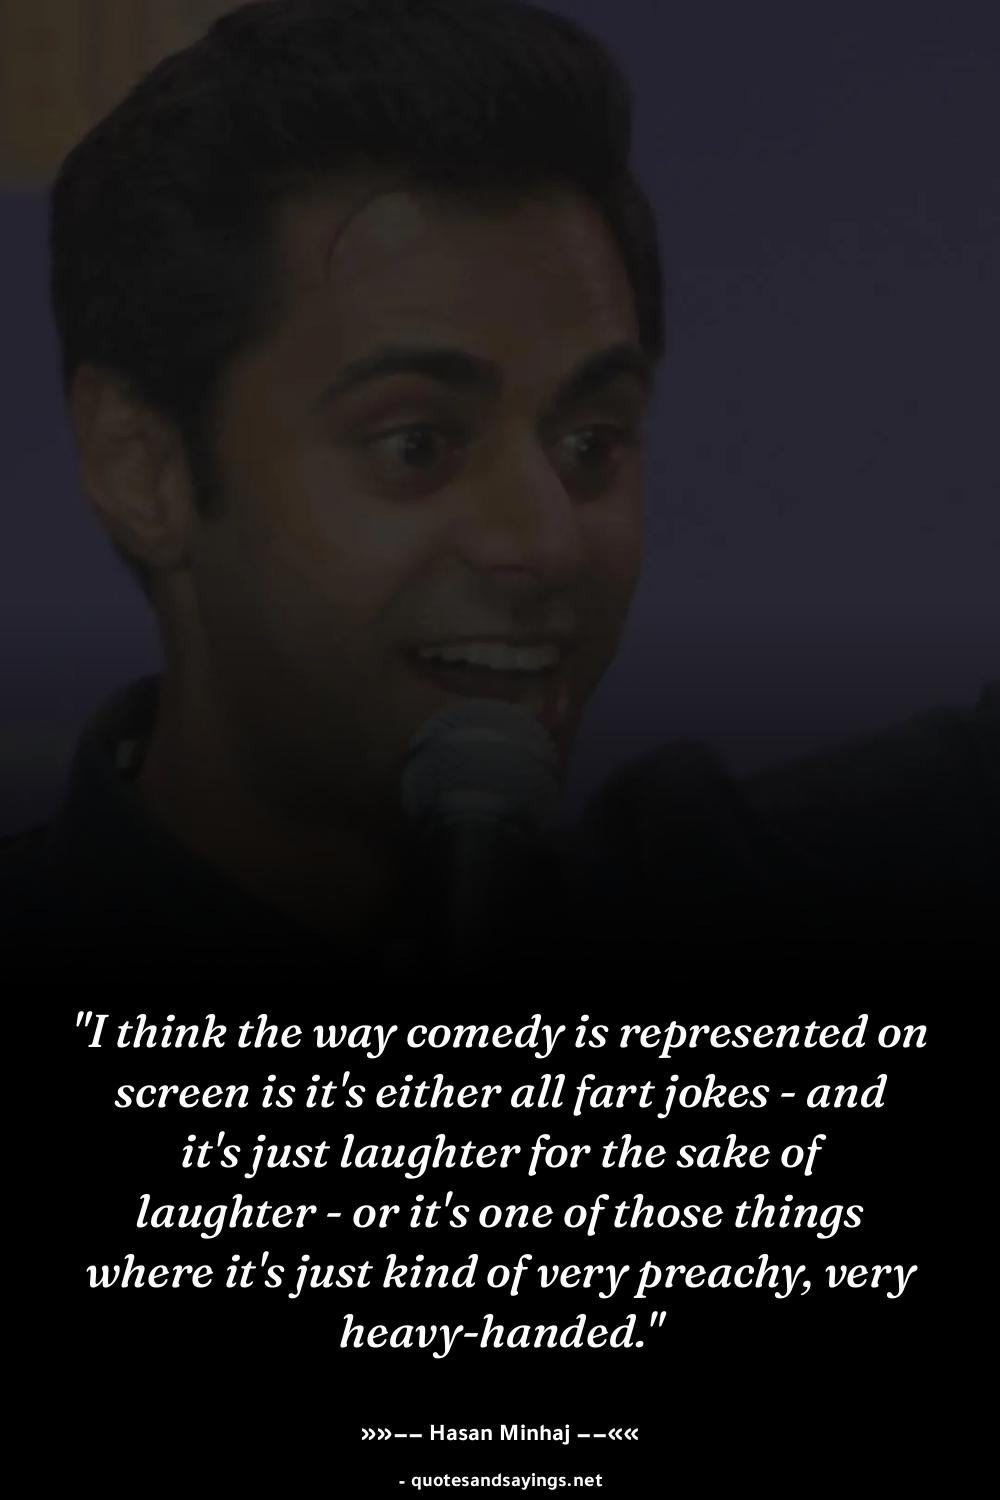 "I think the way comedy is represented on
screen is it's either all fart jokes - and
it's just laughter for the sake of
laughter - or it's one of those things
where it's just kind of very preachy, very
heavy-handed."
»»−− Hasan Minhaj −−««
- quotesandsayings.net